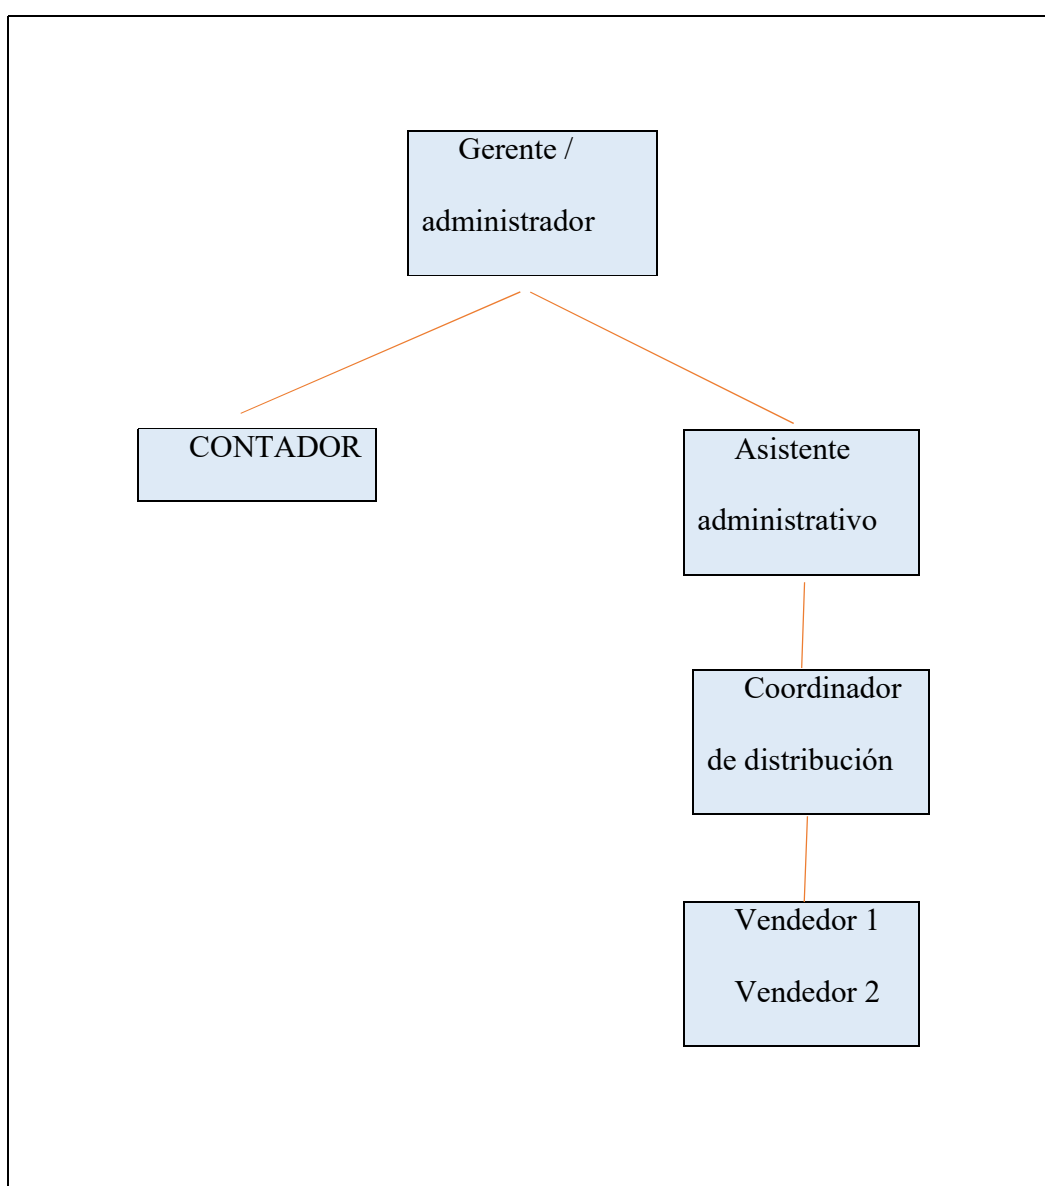 Gerente /
administrador
CONTADOR
Asistente
administrativo
Coordinador
de distribución
Vendedor 1
Vendedor 2